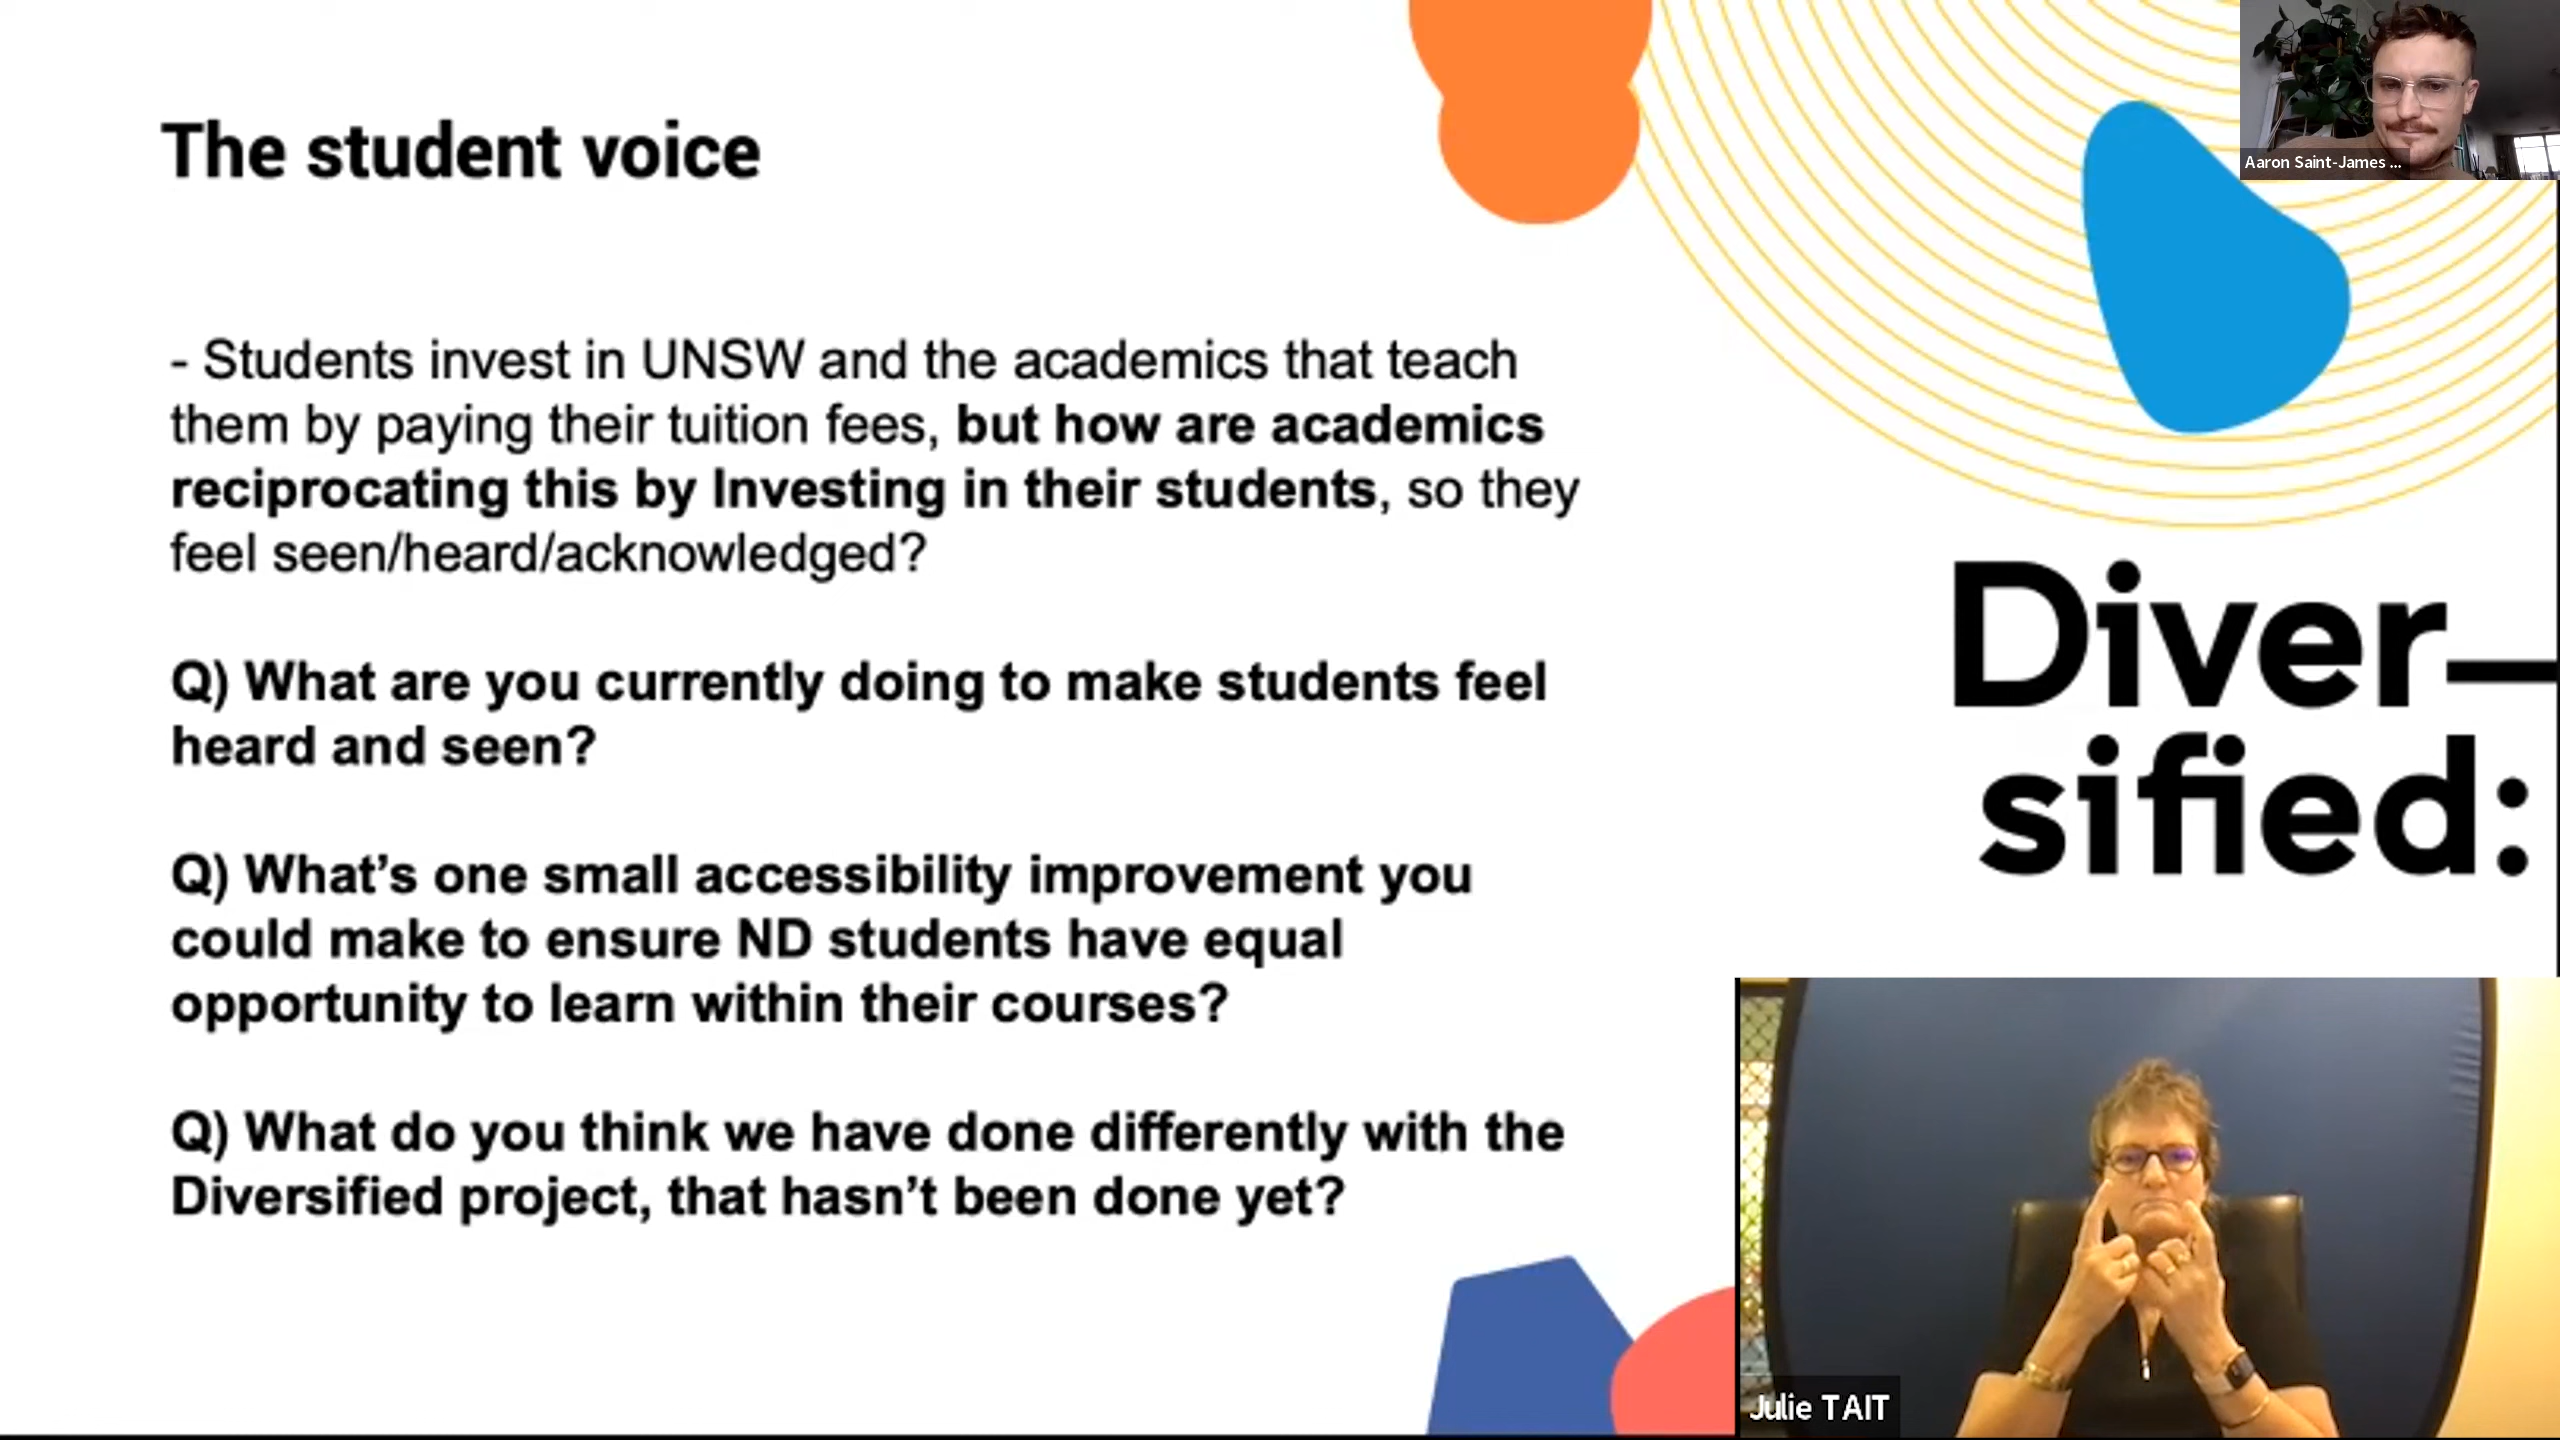 The student voice
Aaron Saint-James ...
- Students invest in UNSW and the academics that teach
them by paying their tuition fees, but how are academics
reciprocating this by Investing in their students, so they
feel seen/heard/acknowledged?
Q) What are you currently doing to make students feel
heard and seen?
Q) What’s one small accessibility improvement you
could make to ensure ND students have equal
opportunity to learn within their courses?
Q) What do you think we have done differently with the
Diversified project, that hasn’t been done yet?
Diver—
sified:
Julie TAIT